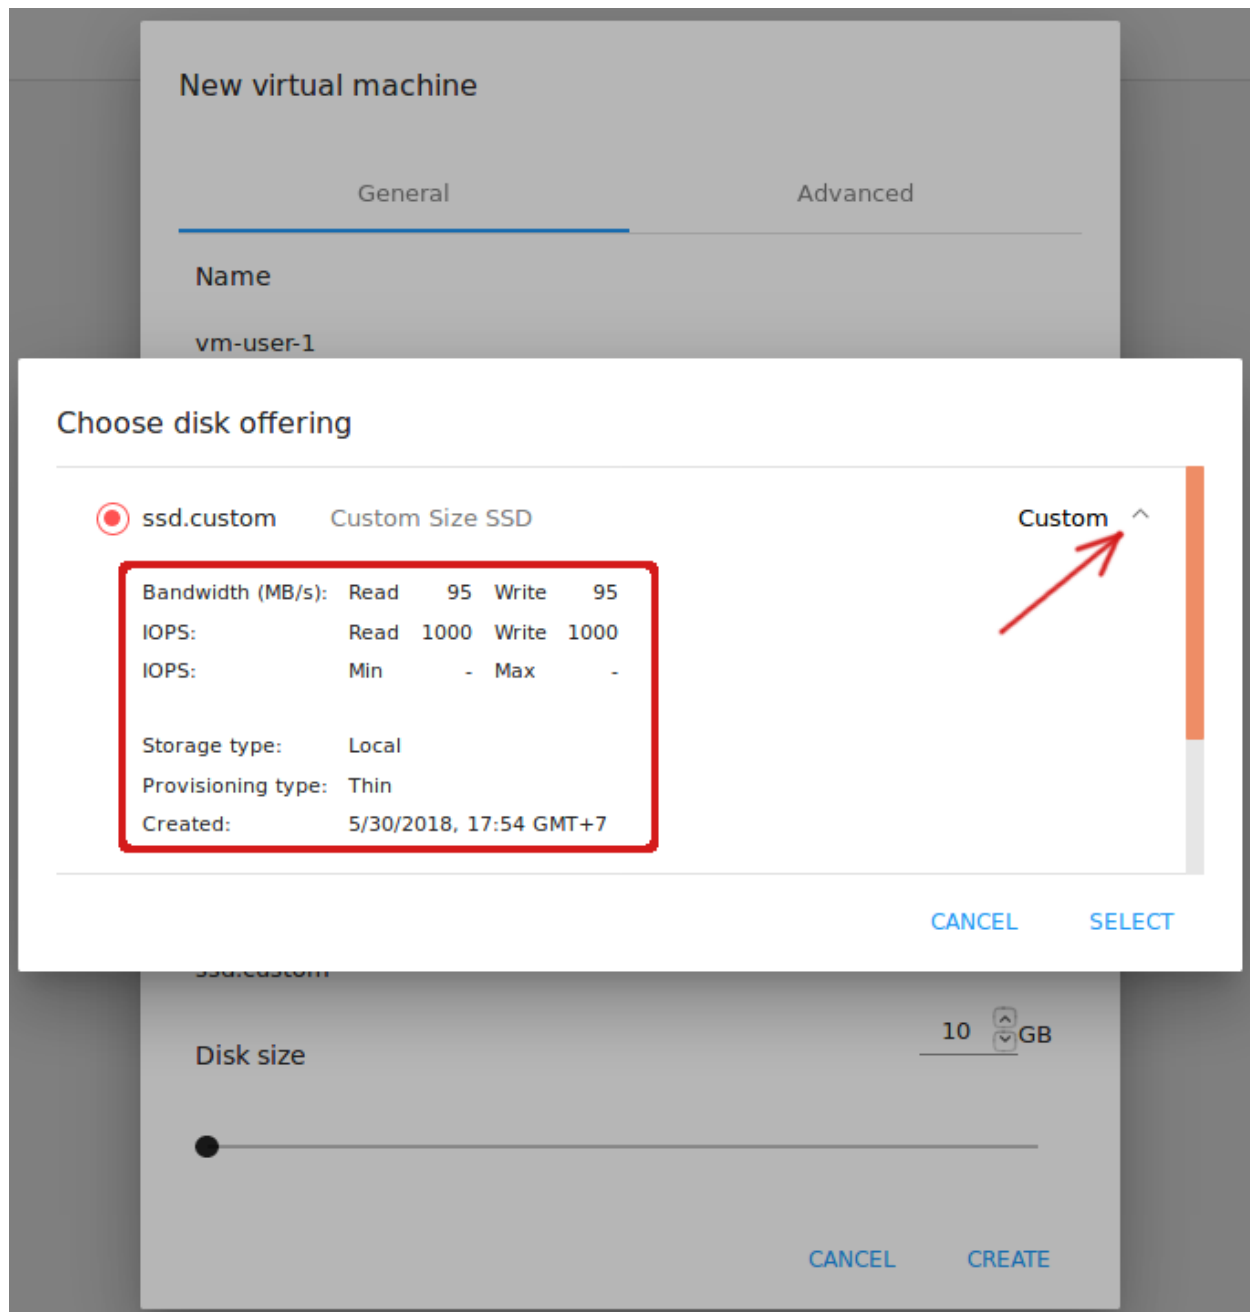 New virtual machine
General Advanced
Name
vm-user-1
Choose disk offering
ssd.custom Custom Size SSD Custom
Bandwidth (MB/s): Read 95 Write 95
IOPS: Read 1000 Write 1000
IOPS: Min - Max -
Storage type: Local
Provisioning type: Thin
Created: 5/30/2018, 17:54 GMT+7
CANCEL SELECT
ssd.custom
10 GB
Disk size
CANCEL CREATE